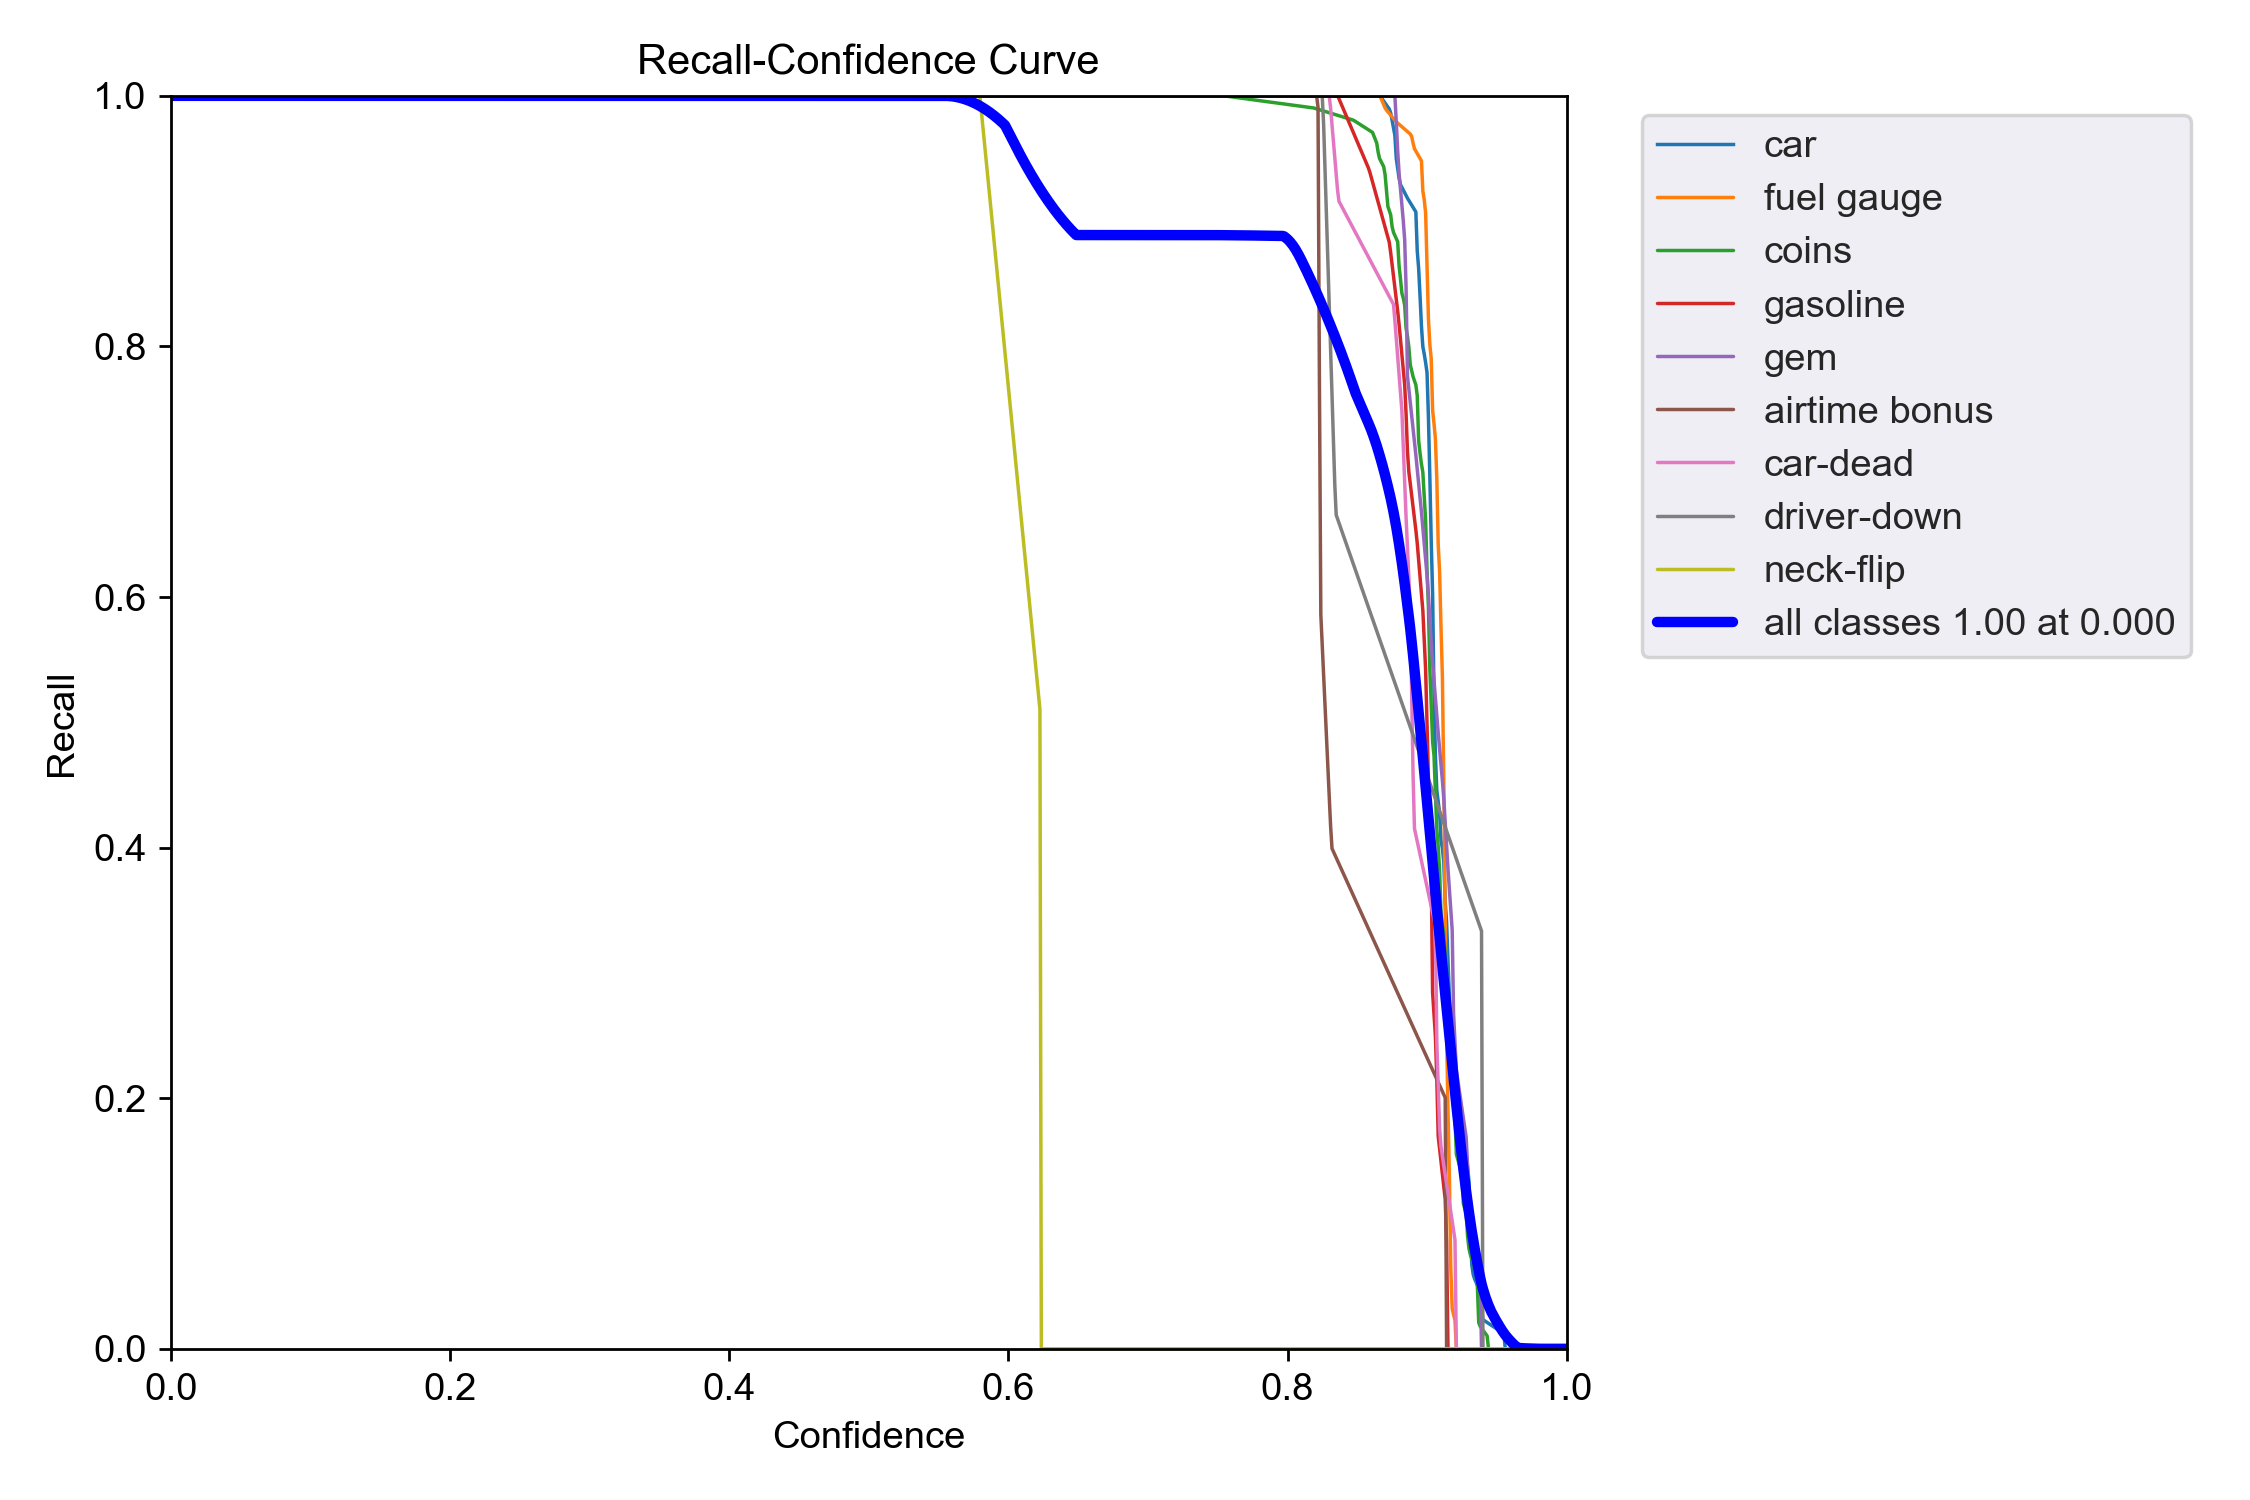 Recall-Confidence Curve
1.0
0.8
0.6
0.4
0.2
0.0
Recall
0.0 0.2 0.4 0.6 0.8 1.0
Confidence
car
fuel gauge
coins
gasoline
gem
airtime bonus
car-dead
driver-down
neck-flip
all classes 1.00 at 0.000